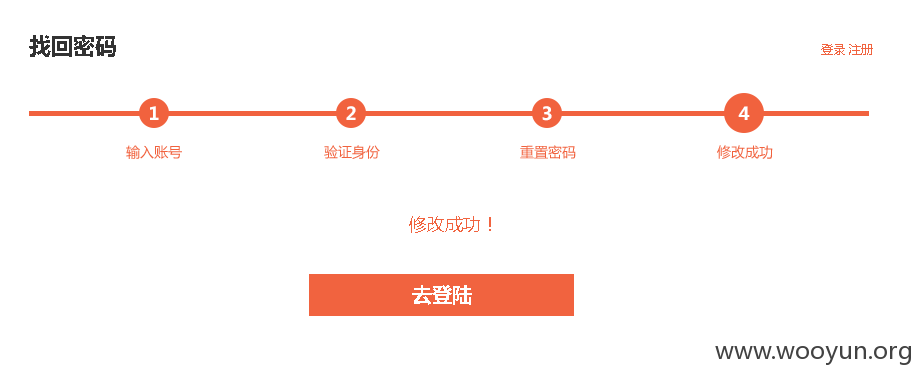 找回密码
登录 注册
1 2 3 4
输入账号 验证身份 重置密码 修改成功
修改成功！
去登陆
www.wooyun.org